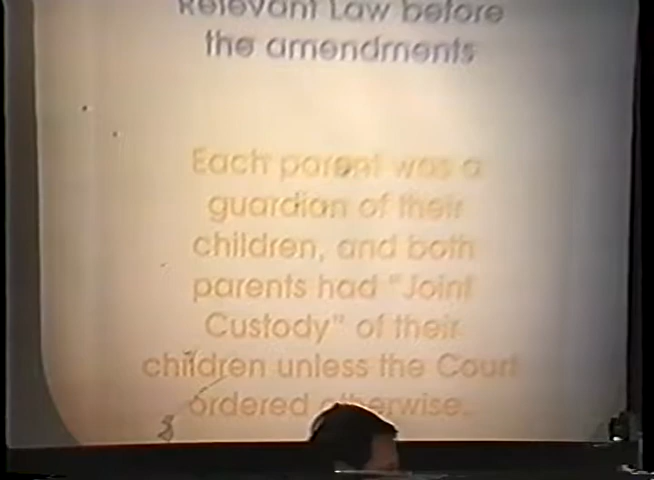 Relevant Law before
the amendments
Each parent was a
guardian of their
children, and both
parents had "Joint
Custody" of their
children unless the Court
ordered otherwise.